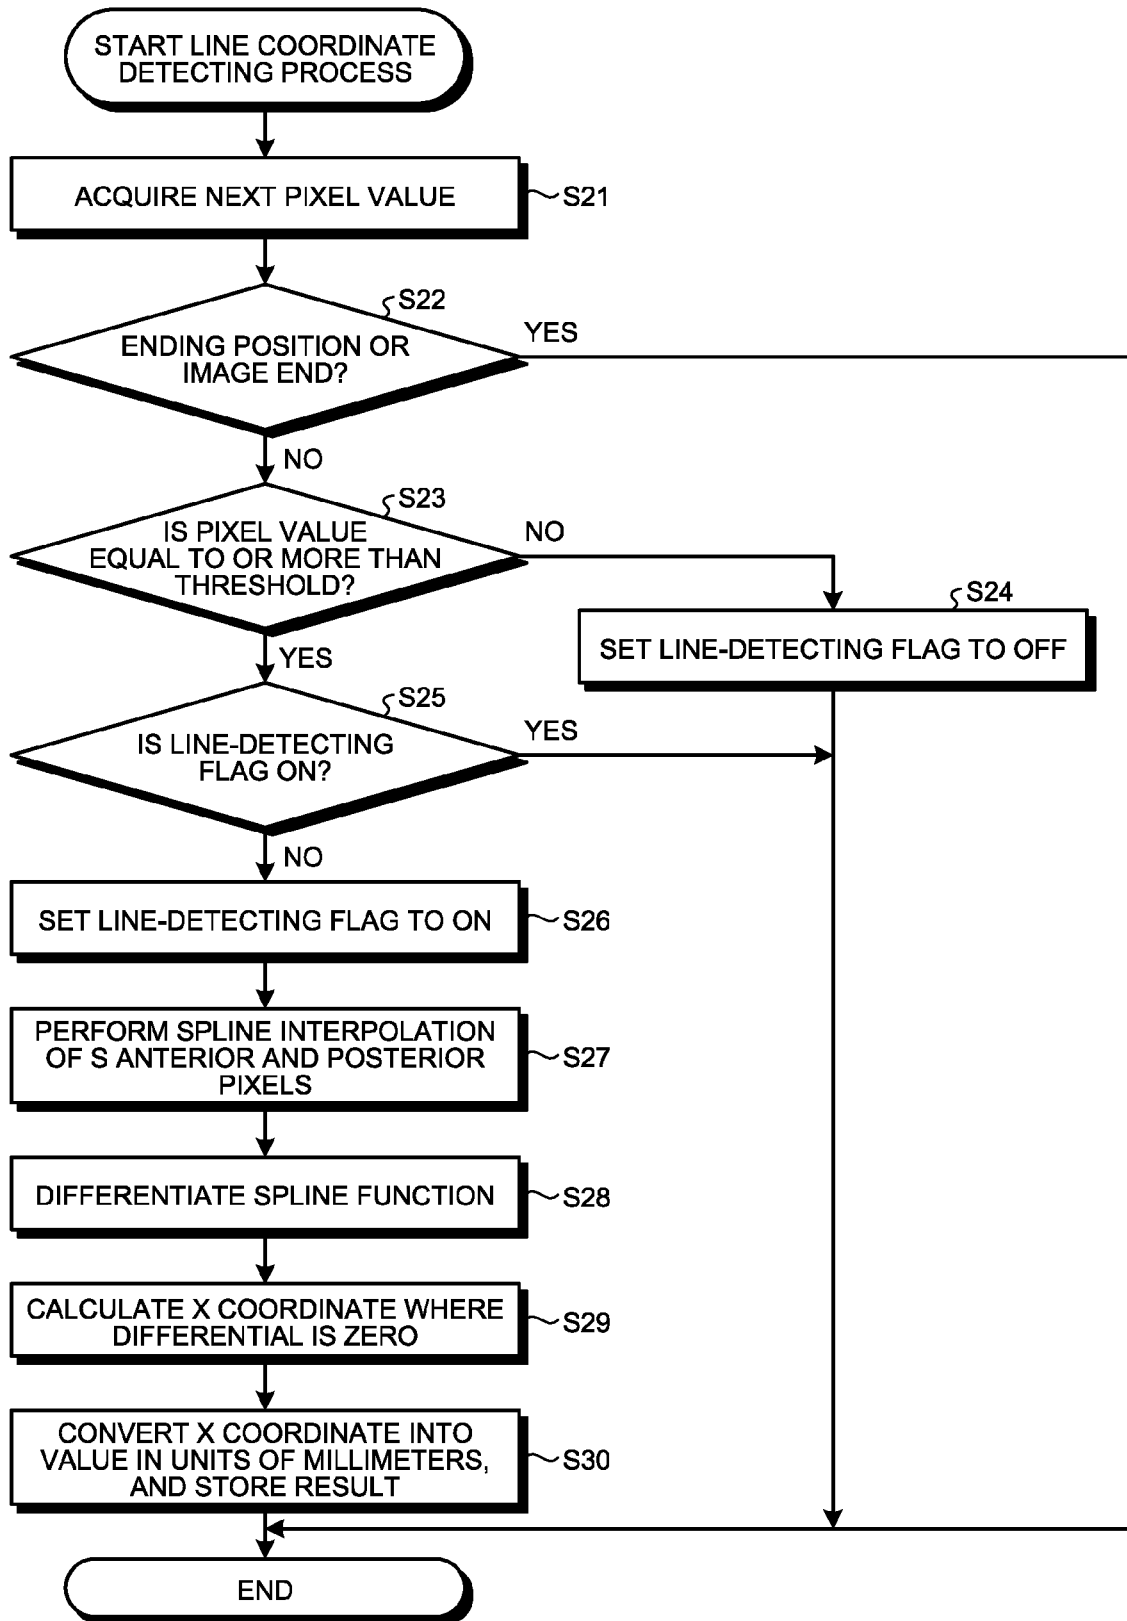 START LINE COORDINATE
DETECTING PROCESS
ACQUIRE NEXT PIXEL VALUE
S21
S22
ENDING POSITION OR
IMAGE END?
YES
NO
S23
IS PIXEL VALUE
EQUAL TO OR MORE THAN
THRESHOLD?
NO
S24
SET LINE-DETECTING FLAG TO OFF
YES
S25
IS LINE-DETECTING
FLAG ON?
YES
NO
SET LINE-DETECTING FLAG TO ON
S26
PERFORM SPLINE INTERPOLATION
OF S ANTERIOR AND POSTERIOR
PIXELS
S27
DIFFERENTIATE SPLINE FUNCTION
S28
CALCULATE X COORDINATE WHERE
DIFFERENTIAL IS ZERO
S29
CONVERT X COORDINATE INTO
VALUE IN UNITS OF MILLIMETERS,
AND STORE RESULT
S30
END